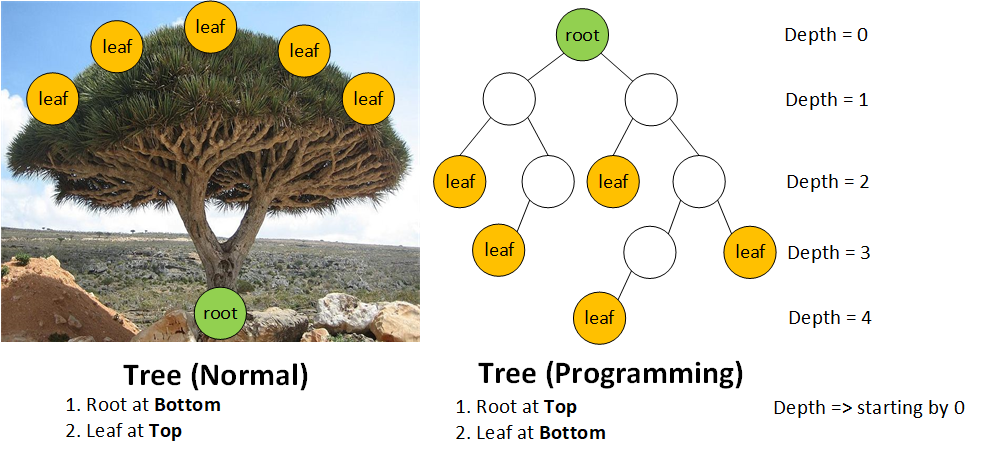 leaf
leaf
leaf
leaf
leaf
root
Tree (Normal)
1. Root at Bottom
2. Leaf at Top
root
Depth = 0
Depth = 1
leaf
leaf
Depth = 2
leaf
leaf
Depth = 3
leaf
Depth = 4
Tree (Programming)
1. Root at Top
2. Leaf at Bottom
Depth => starting by 0